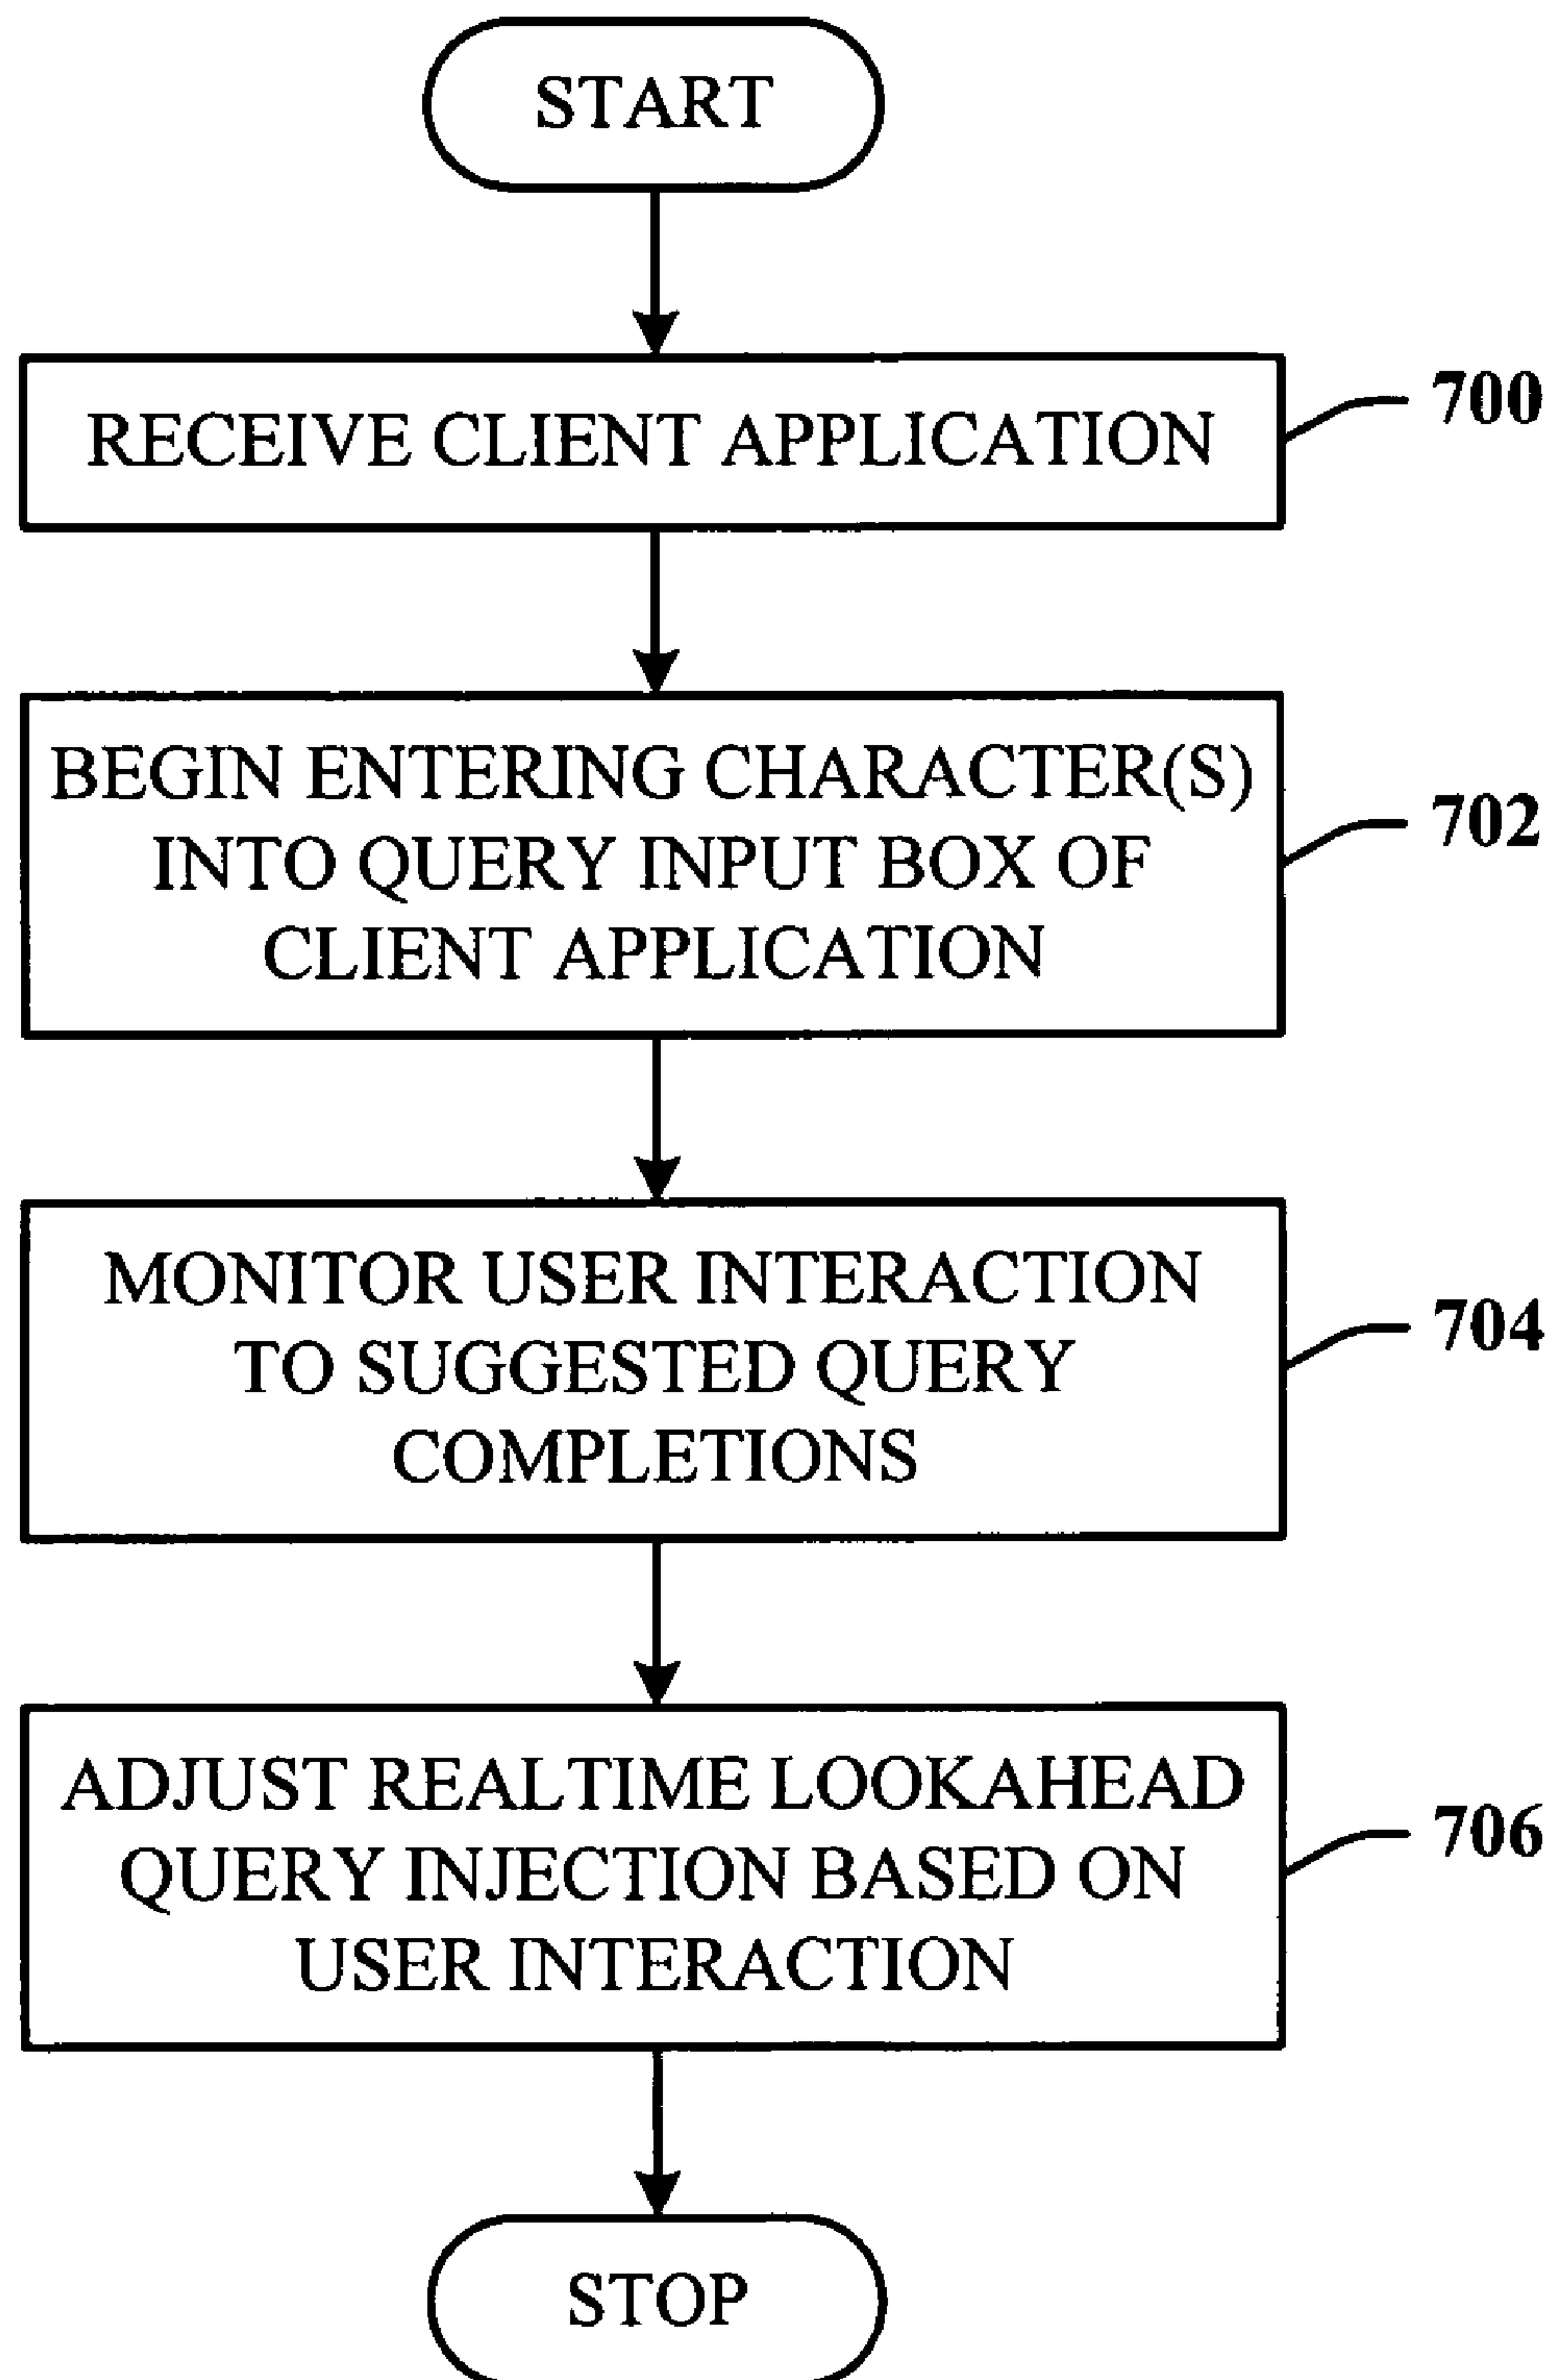 START
RECEIVE CLIENT APPLICATION
700
BEGIN ENTERING CHARACTER(S)
INTO QUERY INPUT BOX OF
CLIENT APPLICATION
702
MONITOR USER INTERACTION
TO SUGGESTED QUERY
COMPLETIONS
704
ADJUST REALTIME LOOKAHEAD
QUERY INJECTION BASED ON
USER INTERACTION
706
STOP